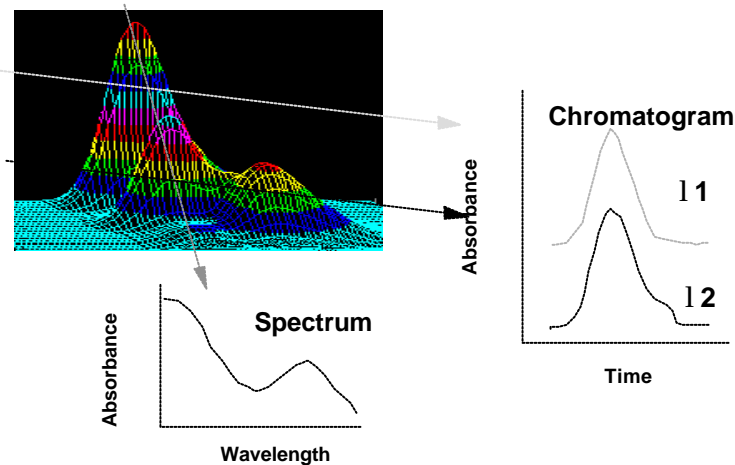 Chromatogram
Absorbance
l 1
l 2
Time
Spectrum
Absorbance
Wavelength